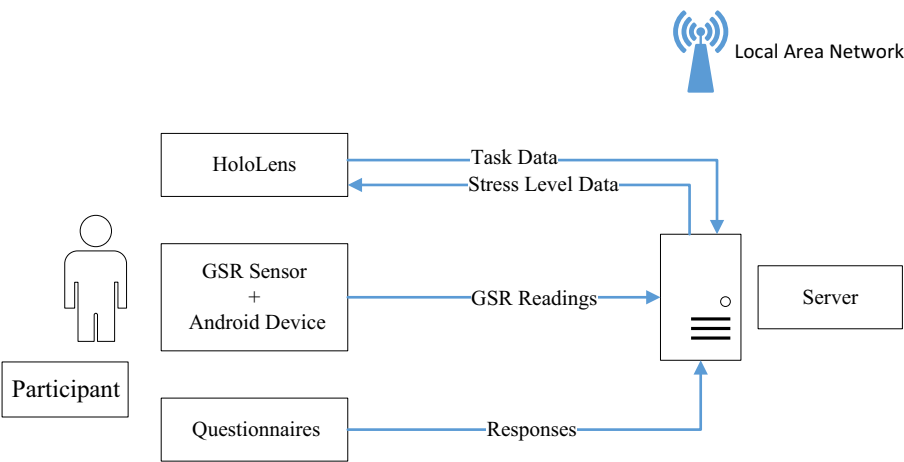 Local Area Network
HoloLens
Task Data
Stress Level Data
GSR Sensor
+
Android Device
GSR Readings
Server
Participant
Questionnaires
Responses